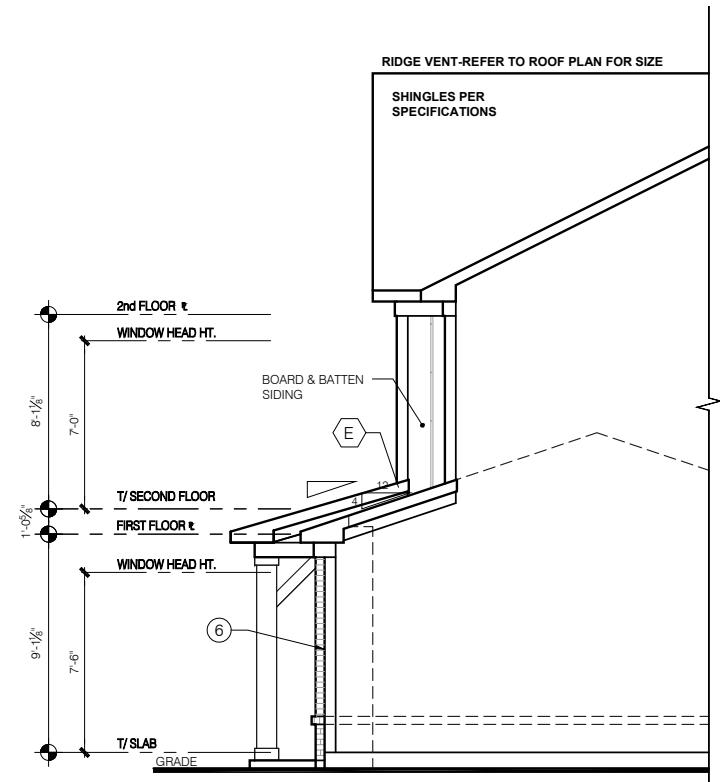 RIDGE VENT-REFER TO ROOF PLAN FOR SIZE
SHINGLES PER
SPECIFICATIONS
2nd FLOOR
WINDOW HEAD HT.
BOARD & BATTEN
SIDING
8'-1⅛"
7'-0"
E
12
4
T/ SECOND FLOOR
1'-0⅝"
FIRST FLOOR
WINDOW HEAD HT.
6
9'-1⅛"
7'-6"
T/ SLAB
GRADE